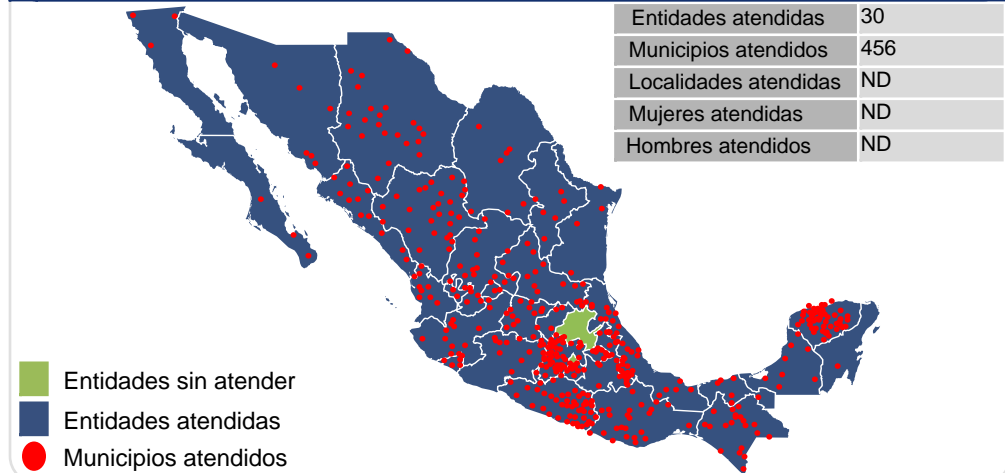 Entidades atendidas 30
Municipios atendidos 456
Localidades atendidas ND
Mujeres atendidas ND
Hombres atendidos ND
Entidades sin atender
Entidades atendidas
Municipios atendidos